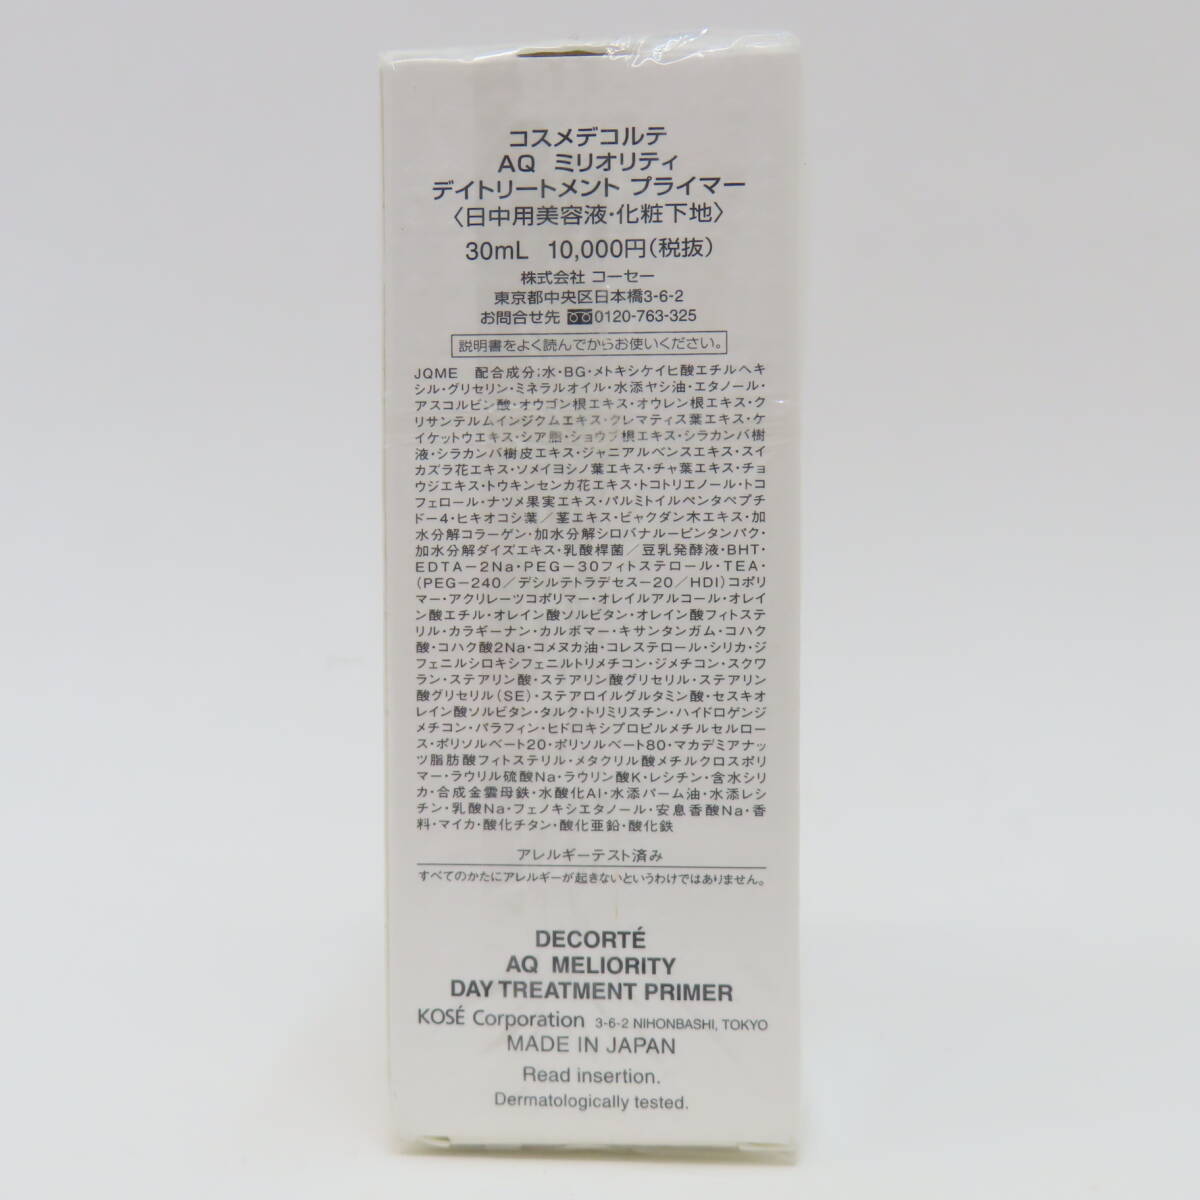 コスメデコルテ
AQ ミリオリティ
デイトリートメント プライマー
〈日中用美容液・化粧下地〉
30mL 10,000円(税抜)
株式会社 コーセー
東京都中央区日本橋3-6-2
お問合せ先 0120-763-325
説明書をよく読んでからお使いください。
JQME 配合成分:水・BG・メトキシケイヒ酸エチルヘキ
シル・グリセリン・ミネラルオイル・水添ヤシ油・エタノール・
アスコルビン酸・オウゴン根エキス・オウレン根エキス・ク
リサンテルムインジクムエキス・クレマティス葉エキス・ケ
イケットウエキス・シア脂・ショウブ根エキス・シラカンバ樹
液・シラカンバ樹皮エキス・ジャニアルベンスエキス・スイ
カズラ花エキス・ソメイヨシノ葉エキス・チャ葉エキス・チョ
ウジエキス・トウキンセンカ花エキス・トコトリエノール・トコ
フェロール・ナツメ果実エキス・パルミトイルペンタペプチ
ド-4・ヒキオコシ葉/茎エキス・ビャクダン木エキス・加
水分解コラーゲン・加水分解シロバナルーピンタンパク・
加水分解ダイズエキス・乳酸桿菌/豆乳発酵液・BHT・
EDTA-2Na・PEG-30フィトステロール・TEA・
(PEG-240/デシルテトラデセス-20/HDI)コポリ
マー・アクリレーツコポリマー・オレイルアルコール・オレイ
ン酸エチル・オレイン酸ソルビタン・オレイン酸フィトステ
リル・カラギーナン・カルボマー・キサンタンガム・コハク
酸・コハク酸2Na・コメヌカ油・コレステロール・シリカ・ジ
フェニルシロキシフェニルトリメチコン・ジメチコン・スクワ
ラン・ステアリン酸・ステアリン酸グリセリル・ステアリン
酸グリセリル(SE)・ステアロイルグルタミン酸・セスキオ
レイン酸ソルビタン・タルク・トリミリスチン・ハイドロゲンジ
メチコン・パラフィン・ヒドロキシプロピルメチルセルロー
ス・ポリソルベート20・ポリソルベート80・マカデミアナッ
ツ脂肪酸フィトステリル・メタクリル酸メチルクロスポリ
マー・ラウリル硫酸Na・ラウリン酸K・レシチン・含水シリ
カ・合成金雲母鉄・水酸化Al・水添パーム油・水添レシ
チン・乳酸Na・フェノキシエタノール・安息香酸Na・香
料・マイカ・酸化チタン・酸化亜鉛・酸化鉄
アレルギーテスト済み
すべてのかたにアレルギーが起きないというわけではありません。
DECORTÉ
AQ MELIORITY
DAY TREATMENT PRIMER
KOSÉ Corporation 3-6-2 NIHONBASHI, TOKYO
MADE IN JAPAN
Read insertion.
Dermatologically tested.